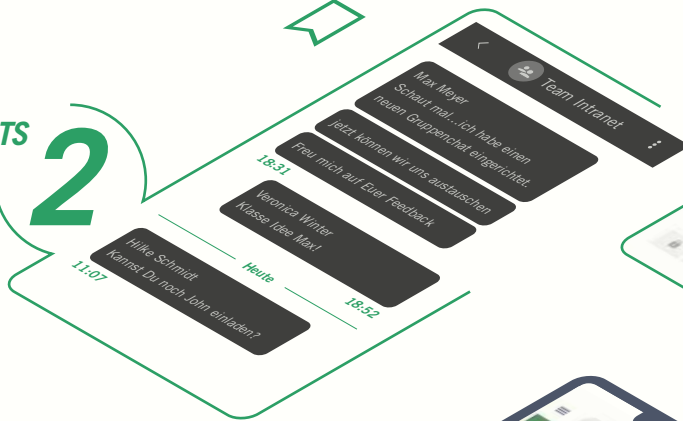 TS
2
Team Intranet
Max Meyer
Schaut mal...ich habe einen
neuen Gruppenchat eingerichtet.
jetzt können wir uns austauschen
Freu mich auf Euer Feedback
18:31
Veronica Winter
Klasse Idee Max!
18:52
Heute
Hilke Schmidt
Kannst Du noch John einladen?
11:07